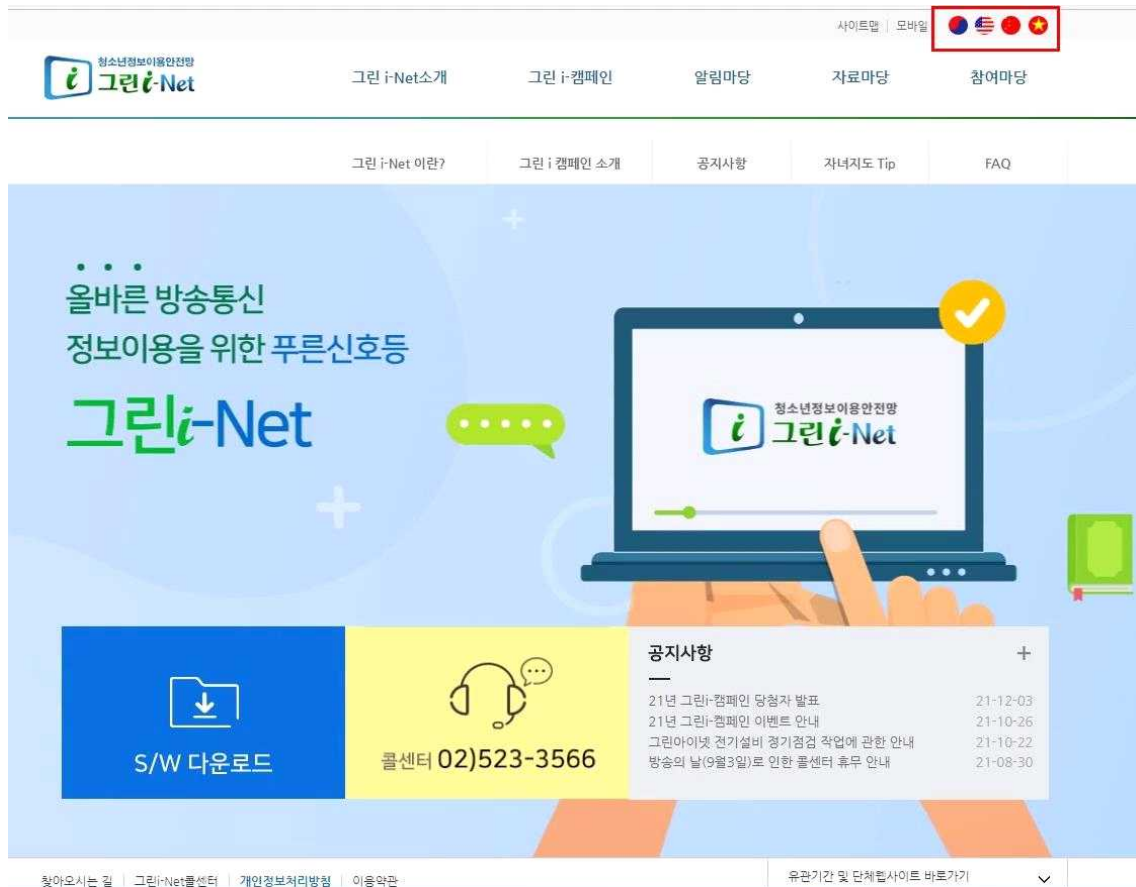 사이트맵 모바일
청소년정보이용안전망
그린 i-Net
그린 i-Net소개 그린 i-캠페인 알림마당 자료마당 참여마당
그린 i-Net 이란? 그린 i 캠페인 소개 공지사항 자녀지도 Tip FAQ
올바른 방송통신
정보이용을 위한 푸른신호등
그린i-Net
청소년정보이용안전망
그린 i-Net
S/W 다운로드
콜센터 02)523-3566
공지사항 +
21년 그린i-캠페인 당첨자 발표 21-12-03
21년 그린i-캠페인 이벤트 안내 21-10-26
그린아이넷 전기설비 정기점검 작업에 관한 안내 21-10-22
방송의 날(9월3일)로 인한 콜센터 휴무 안내 21-08-30
찾아오시는 길 그린i-Net콜센터 개인정보처리방침 이용약관
유관기간 및 단체웹사이트 바로가기